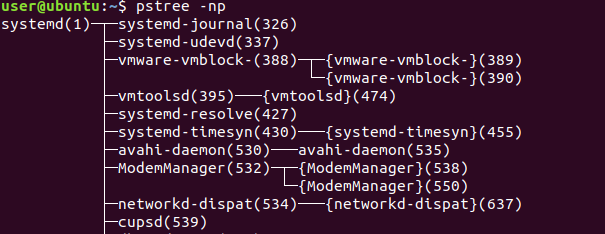 user@ubuntu:~$ pstree -np
systemd(1)─┬─systemd-journal(326)
           ├─systemd-udevd(337)
           ├─vmware-vmblock-(388)─┬─{vmware-vmblock-}(389)
           │                      └─{vmware-vmblock-}(390)
           ├─vmtoolsd(395)───{vmtoolsd}(474)
           ├─systemd-resolve(427)
           ├─systemd-timesyn(430)───{systemd-timesyn}(455)
           ├─avahi-daemon(530)───avahi-daemon(535)
           ├─ModemManager(532)─┬─{ModemManager}(538)
           │                   └─{ModemManager}(550)
           ├─networkd-dispat(534)───{networkd-dispat}(637)
           ├─cupsd(539)